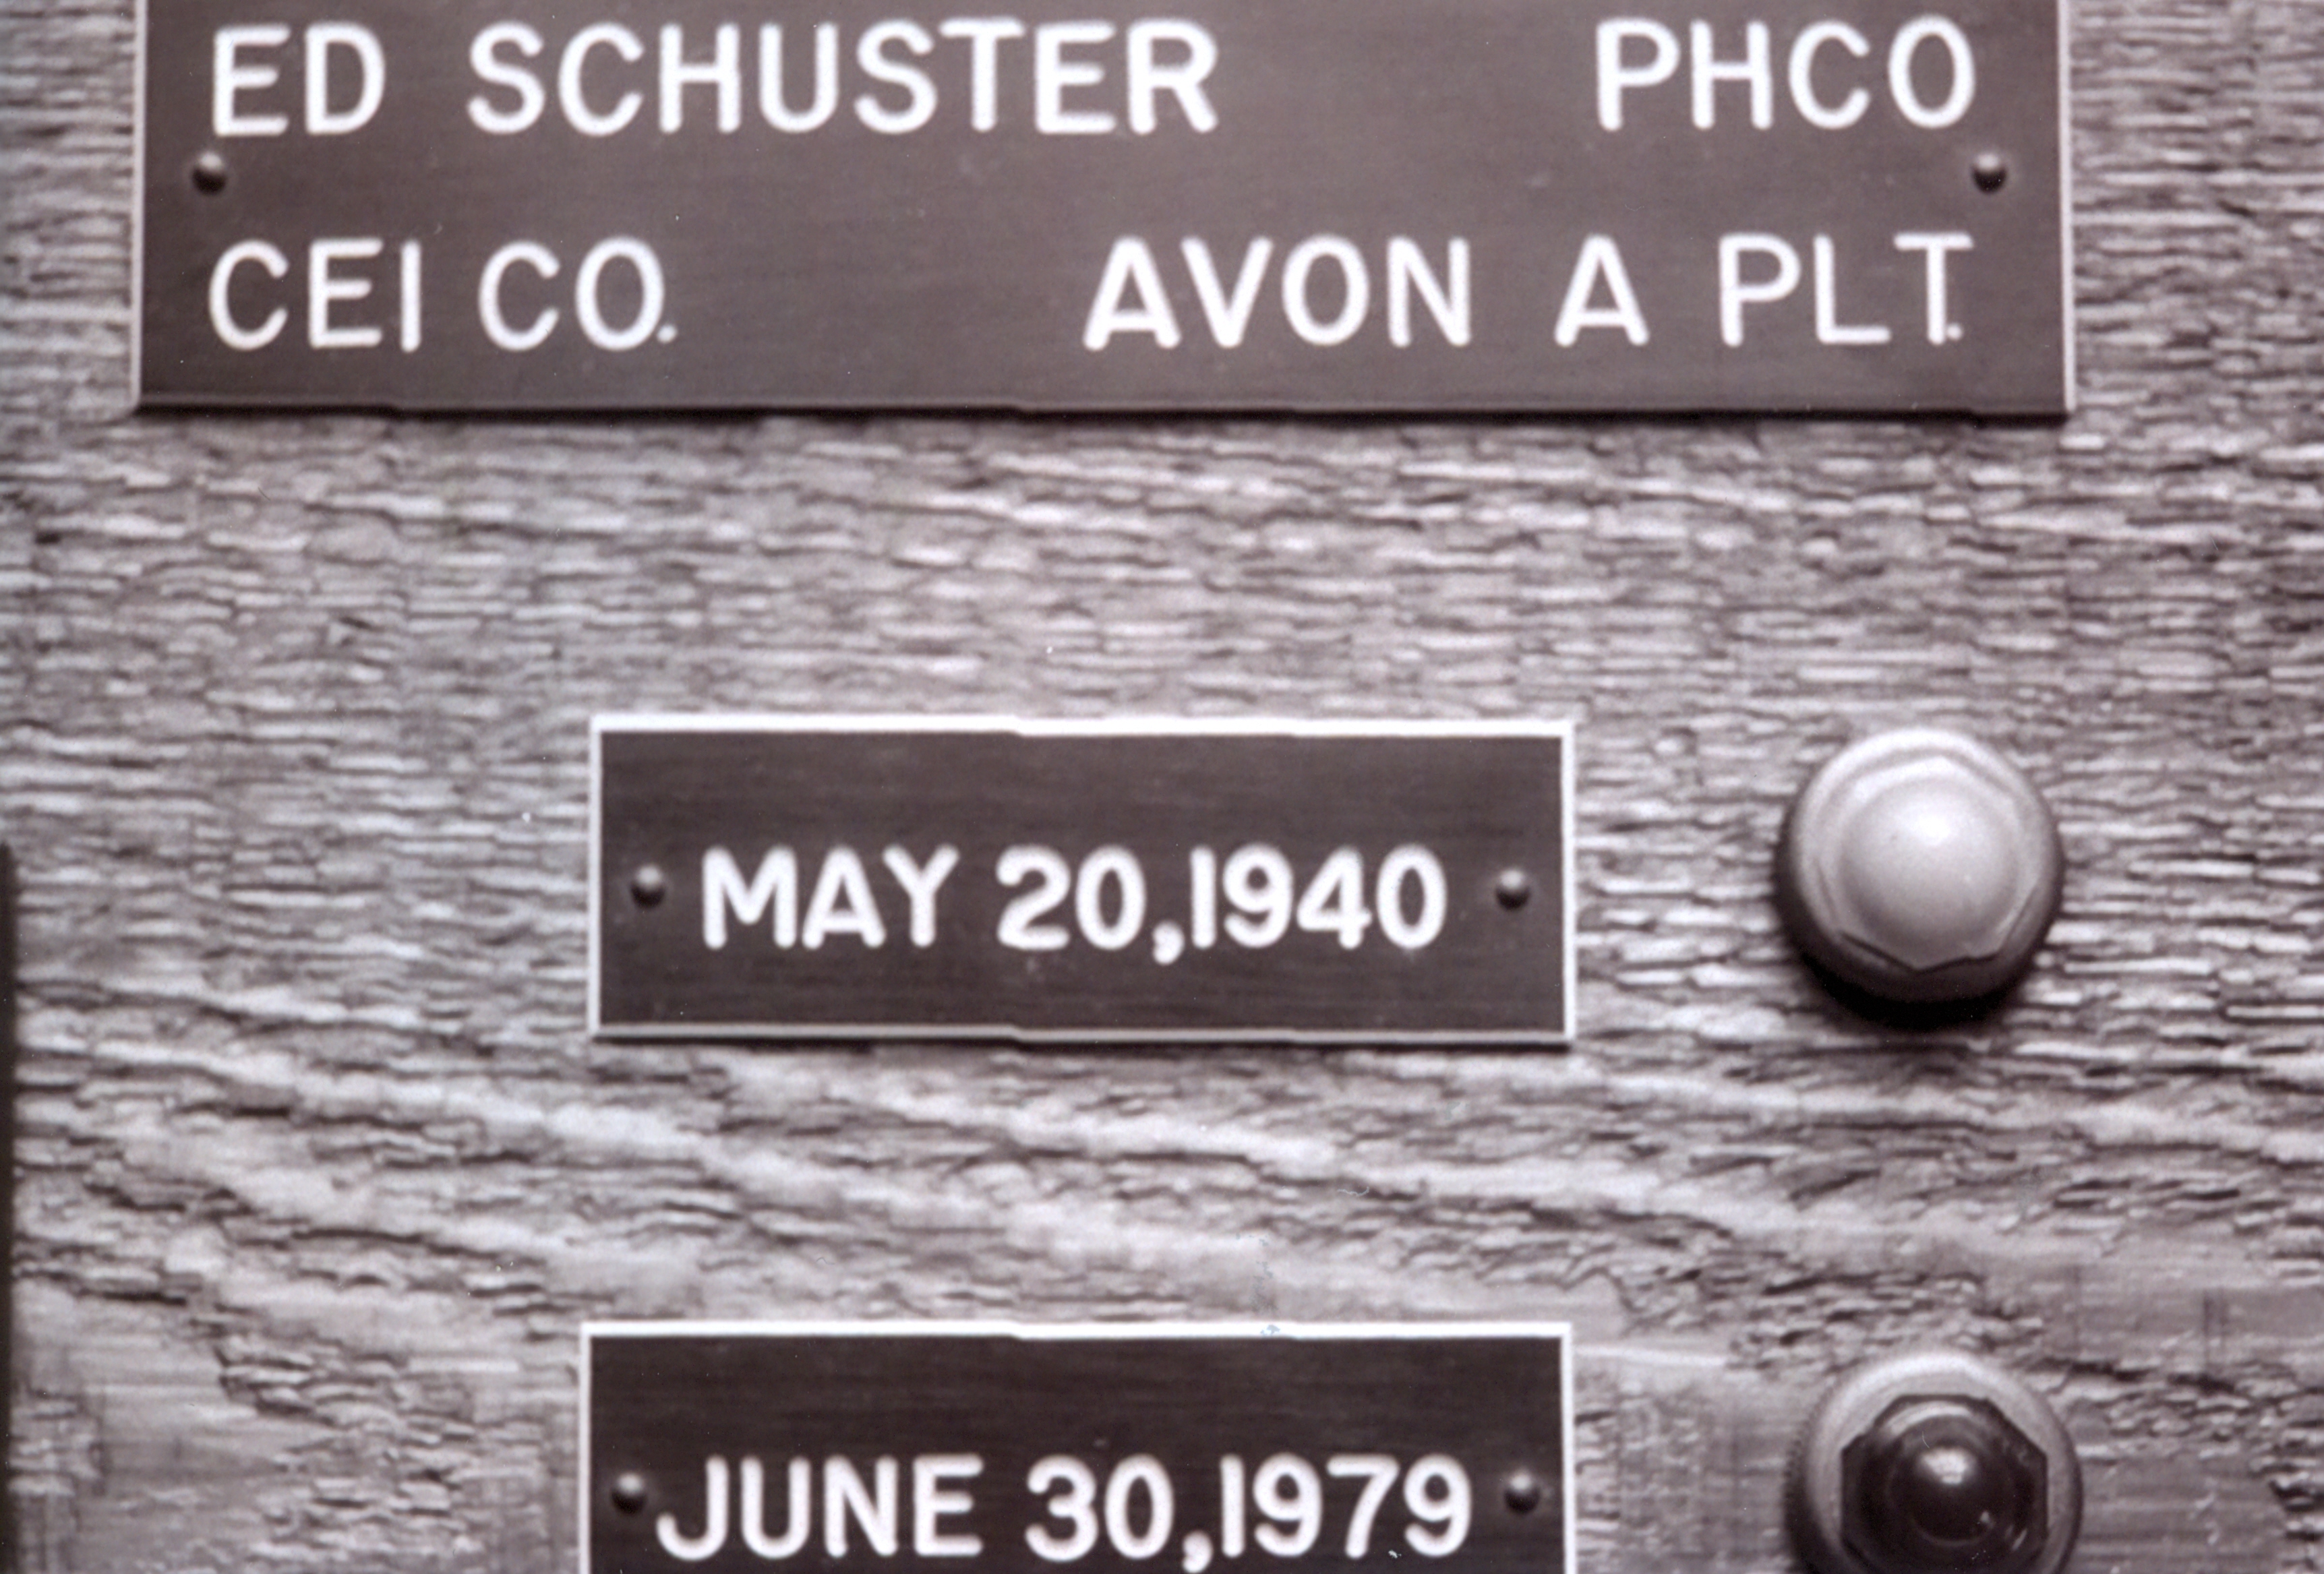 ED SCHUSTER PHCO
CEI CO. AVON A PLT.
MAY 20,1940
JUNE 30,1979